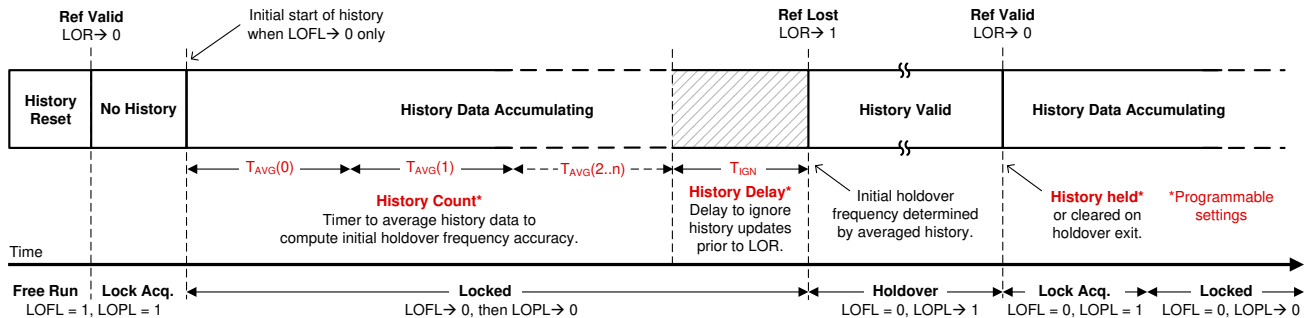 Ref Valid
LOR→ 0
Initial start of history
when LOFL→ 0 only
Ref Lost
LOR→ 1
Ref Valid
LOR→ 0
History
Reset
No History
History Data Accumulating
History Valid
History Data Accumulating
TAVG(0)
TAVG(1)
TAVG(2..n)
TIGN
History Count*
Timer to average history data to
compute initial holdover frequency accuracy.
History Delay*
Delay to ignore
history updates
prior to LOR.
Initial holdover
frequency determined
by averaged history.
History held*
or cleared on
holdover exit.
*Programmable
settings
Time
Free Run
Lock Acq.
Locked
Holdover
Lock Acq.
Locked
LOFL = 1, LOPL = 1
LOFL→ 0, then LOPL→ 0
LOFL = 0, LOPL→ 1
LOFL = 0, LOPL = 1
LOFL = 0, LOPL→ 0